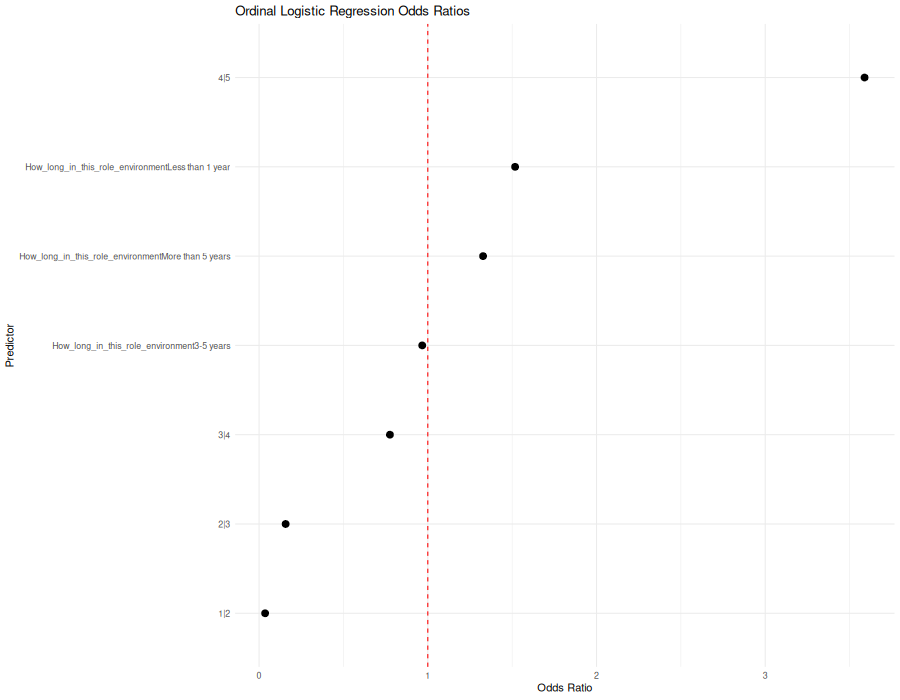 Ordinal Logistic Regression Odds Ratios
4|5
How_long_in_this_role_environmentLess than 1 year
How_long_in_this_role_environmentMore than 5 years
How_long_in_this_role_environment3-5 years
3|4
2|3
1|2
Predictor
0 1 2 3
Odds Ratio